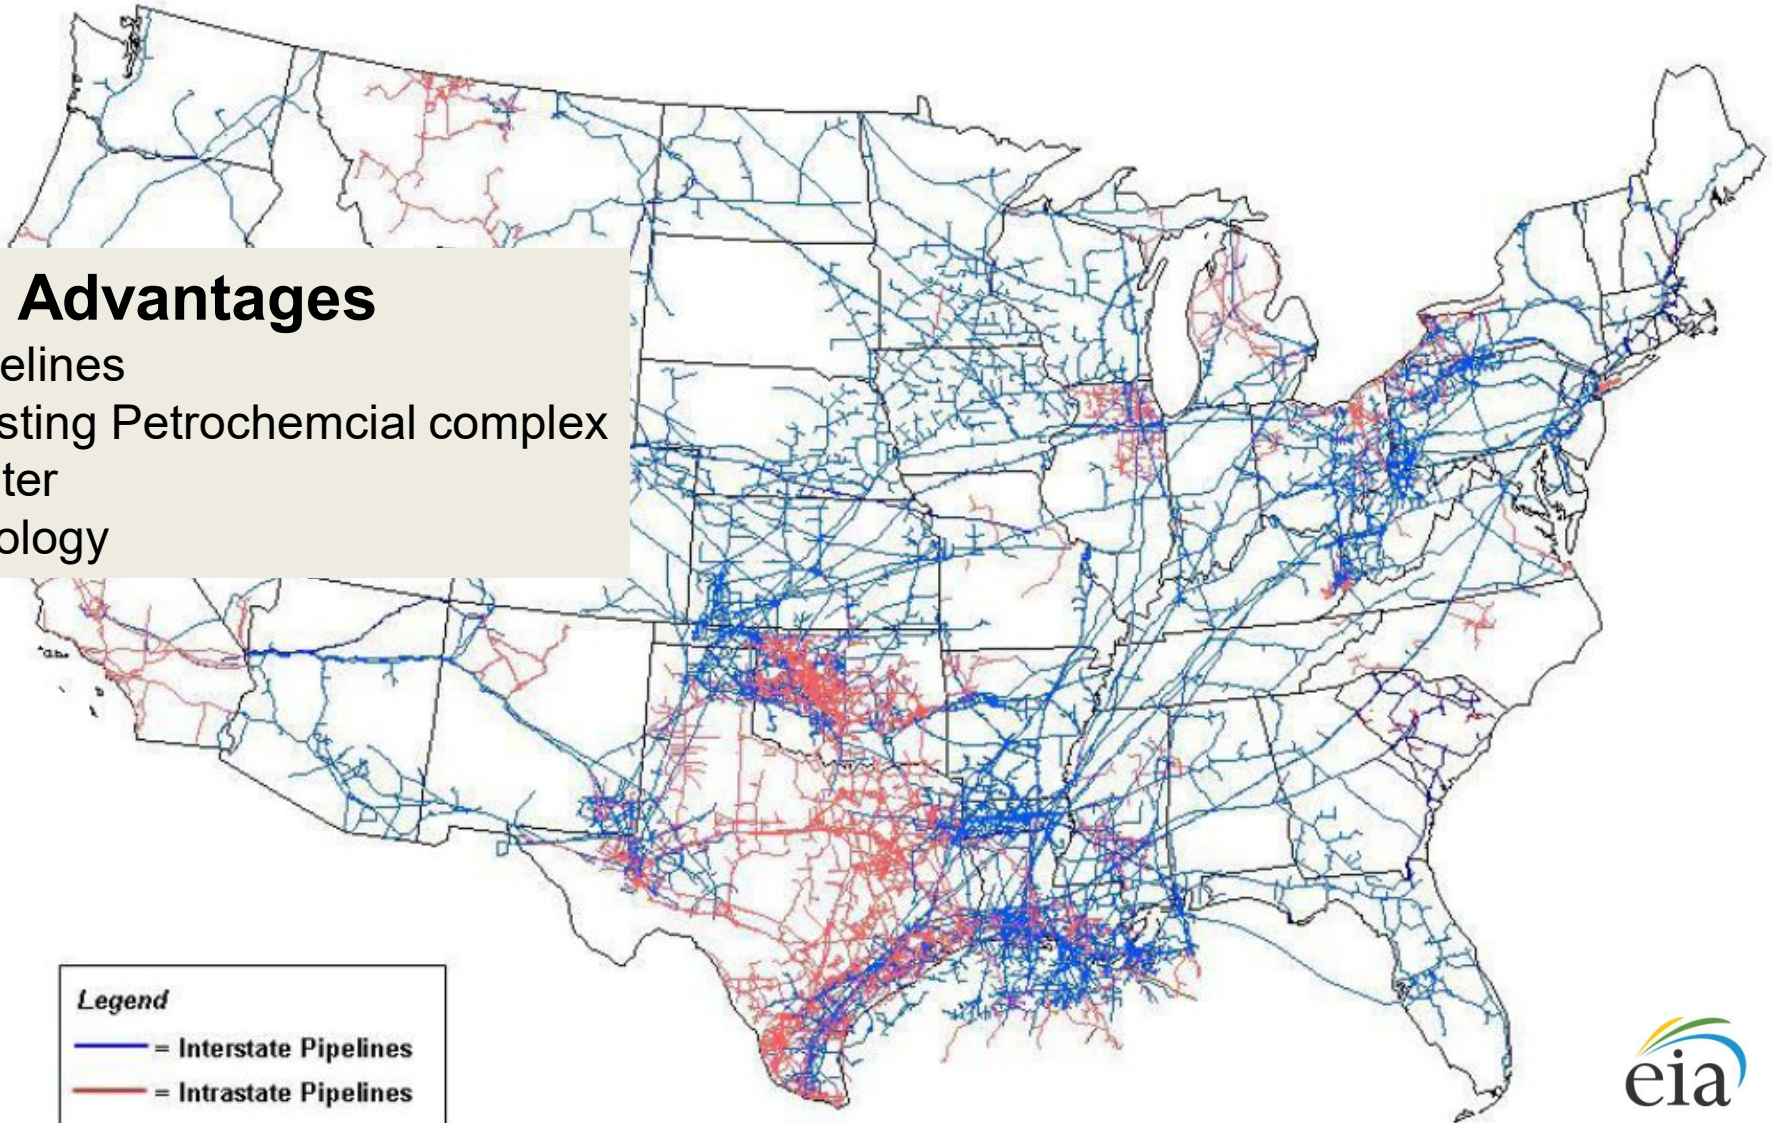 Advantages
elines
sting Petrochemcial complex
ter
ology
Legend
= Interstate Pipelines
= Intrastate Pipelines
eia